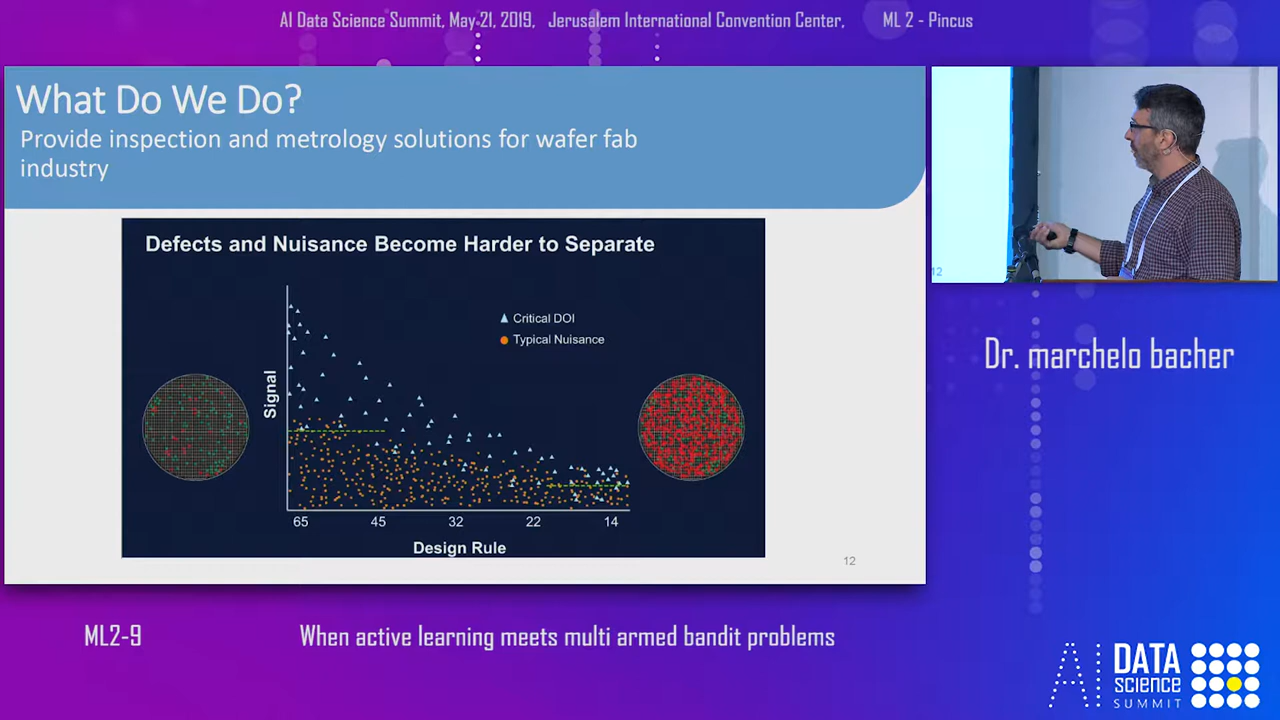 AI Data Science Summit, May 21, 2019, Jerusalem International Convention Center, ML 2 - Pincus
What Do We Do?
Provide inspection and metrology solutions for wafer fab
industry
Defects and Nuisance Become Harder to Separate
Critical DOI
Typical Nuisance
Signal
65 45 32 22 14
Design Rule
12
12
Dr. marchelo bacher
ML2-9 When active learning meets multi armed bandit problems
AI DATA
SCIENCE
SUMMIT